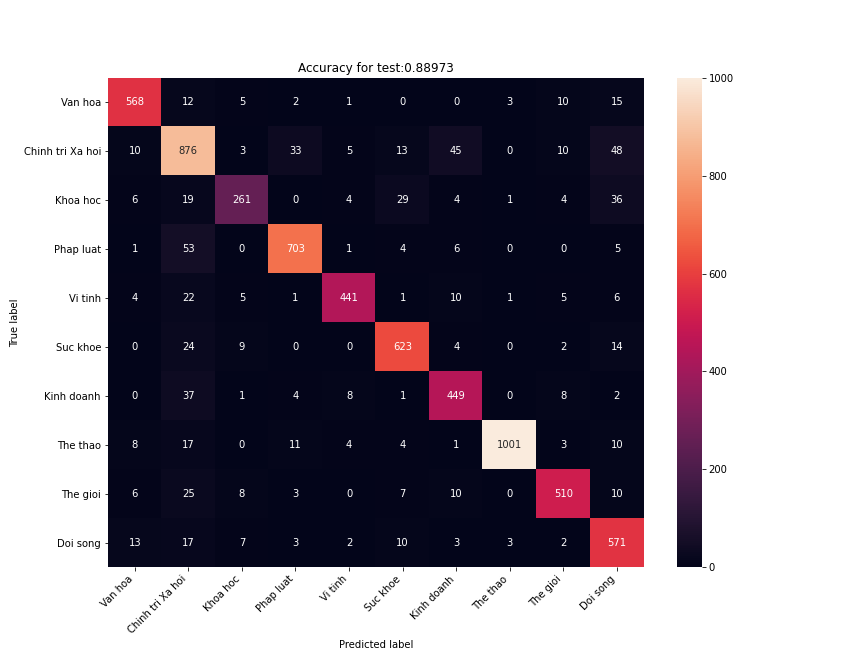 Accuracy for test:0.88973
Van hoa 568 12 5 2 1 0 0 3 10 15
Chinh tri Xa hoi 10 876 3 33 5 13 45 0 10 48
Khoa hoc 6 19 261 0 4 29 4 1 4 36
Phap luat 1 53 0 703 1 4 6 0 0 5
Vi tinh 4 22 5 1 441 1 10 1 5 6
Suc khoe 0 24 9 0 0 623 4 0 2 14
Kinh doanh 0 37 1 4 8 1 449 0 8 2
The thao 8 17 0 11 4 4 1 1001 3 10
The gioi 6 25 8 3 0 7 10 0 510 10
Doi song 13 17 7 3 2 10 3 3 2 571
Van hoa Chinh tri Xa hoi Khoa hoc Phap luat Vi tinh Suc khoe Kinh doanh The thao The gioi Doi song
Predicted label
True label
1000
800
600
400
200
0